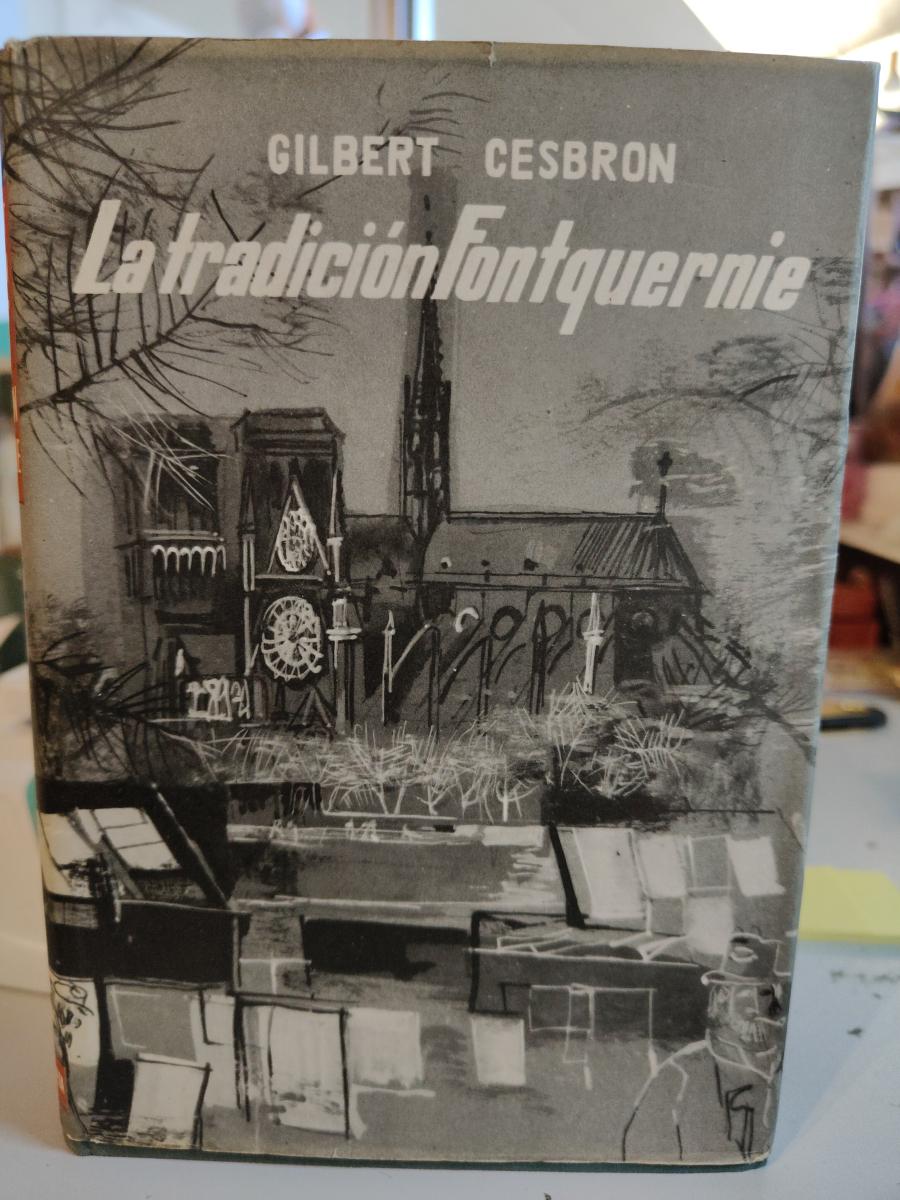 GILBERT CESBRON
La tradición Fontquernie